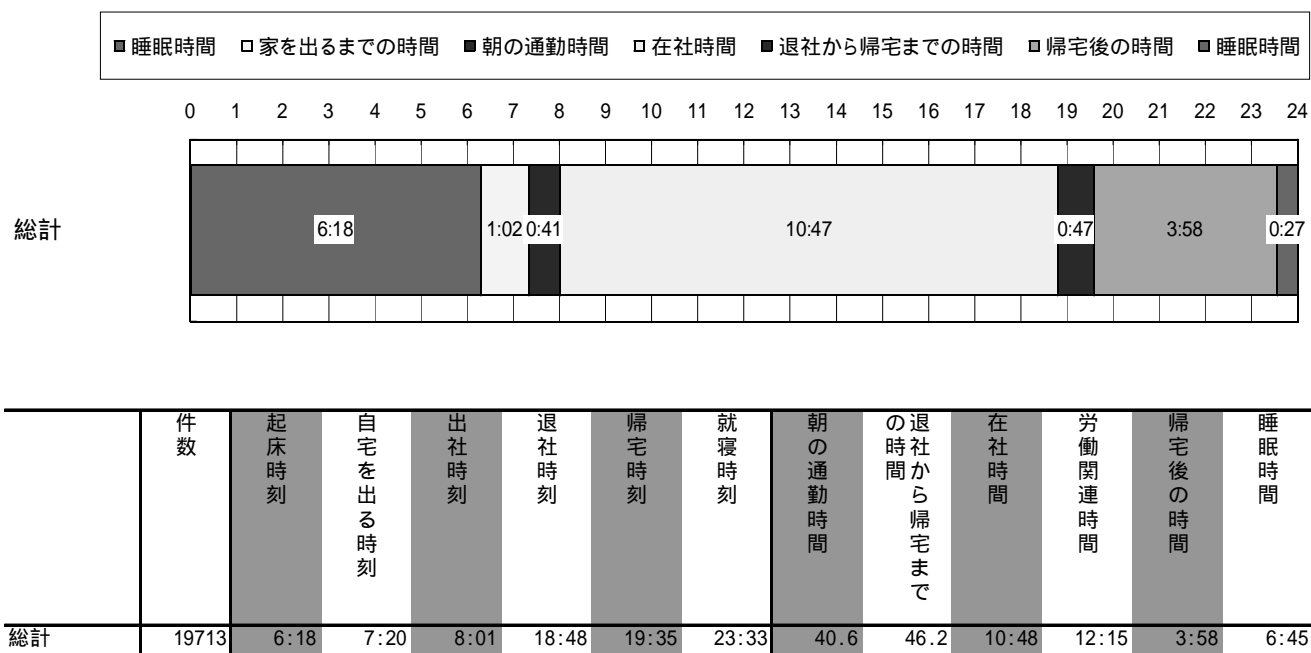 睡眠時間 家を出るまでの時間 朝の通勤時間 在社時間 退社から帰宅までの時間 帰宅後の時間 睡眠時間
0 1 2 3 4 5 6 7 8 9 10 11 12 13 14 15 16 17 18 19 20 21 22 23 24
総計 6:18 1:02 0:41 10:47 0:47 3:58 0:27
件数 起床時刻 自宅を出る時刻 出社時刻 退社時刻 帰宅時刻 就寝時刻 朝の通勤時間 退社から帰宅までの時間 在社時間 労働関連時間 帰宅後の時間 睡眠時間
総計 19713 6:18 7:20 8:01 18:48 19:35 23:33 40.6 46.2 10:48 12:15 3:58 6:45